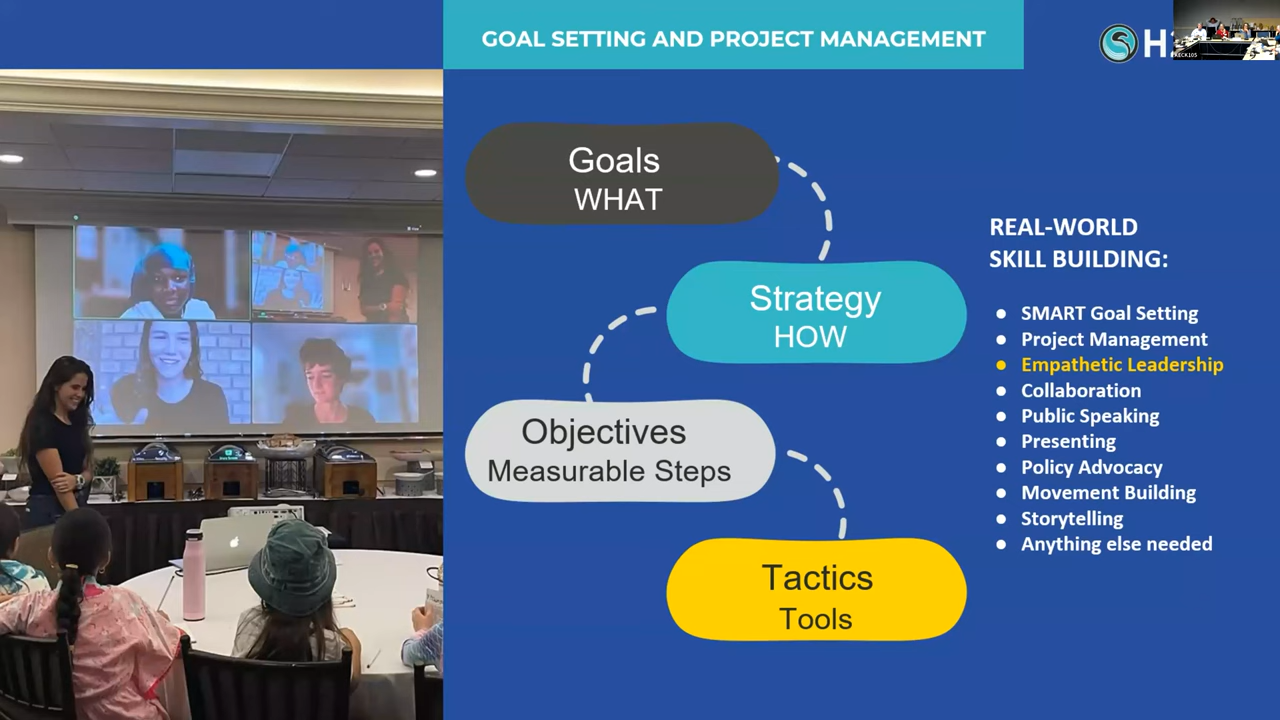 GOAL SETTING AND PROJECT MANAGEMENT
H
KECK105
Goals
WHAT
Strategy
HOW
Objectives
Measurable Steps
Tactics
Tools
REAL-WORLD
SKILL BUILDING:
● SMART Goal Setting
● Project Management
● Empathetic Leadership
● Collaboration
● Public Speaking
● Presenting
● Policy Advocacy
● Movement Building
● Storytelling
● Anything else needed